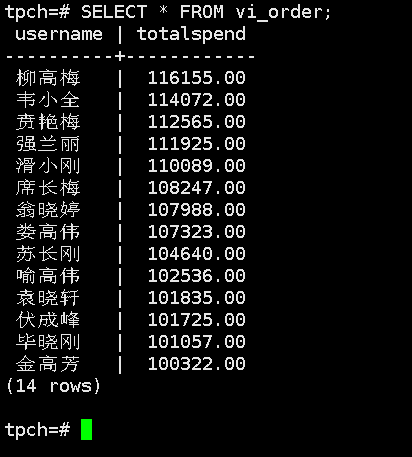 tpch=# SELECT * FROM vi_order;
 username | totalspend
----------+------------
 柳高梅   |  116155.00
 韦小全   |  114072.00
 贲艳梅   |  112565.00
 强兰丽   |  111925.00
 滑小刚   |  110089.00
 席长梅   |  108247.00
 翁晓婷   |  107988.00
 娄高伟   |  107323.00
 苏长刚   |  104640.00
 喻高伟   |  102536.00
 袁晓轩   |  101835.00
 伏成峰   |  101725.00
 毕晓刚   |  101057.00
 金高芳   |  100322.00
(14 rows)
tpch=#